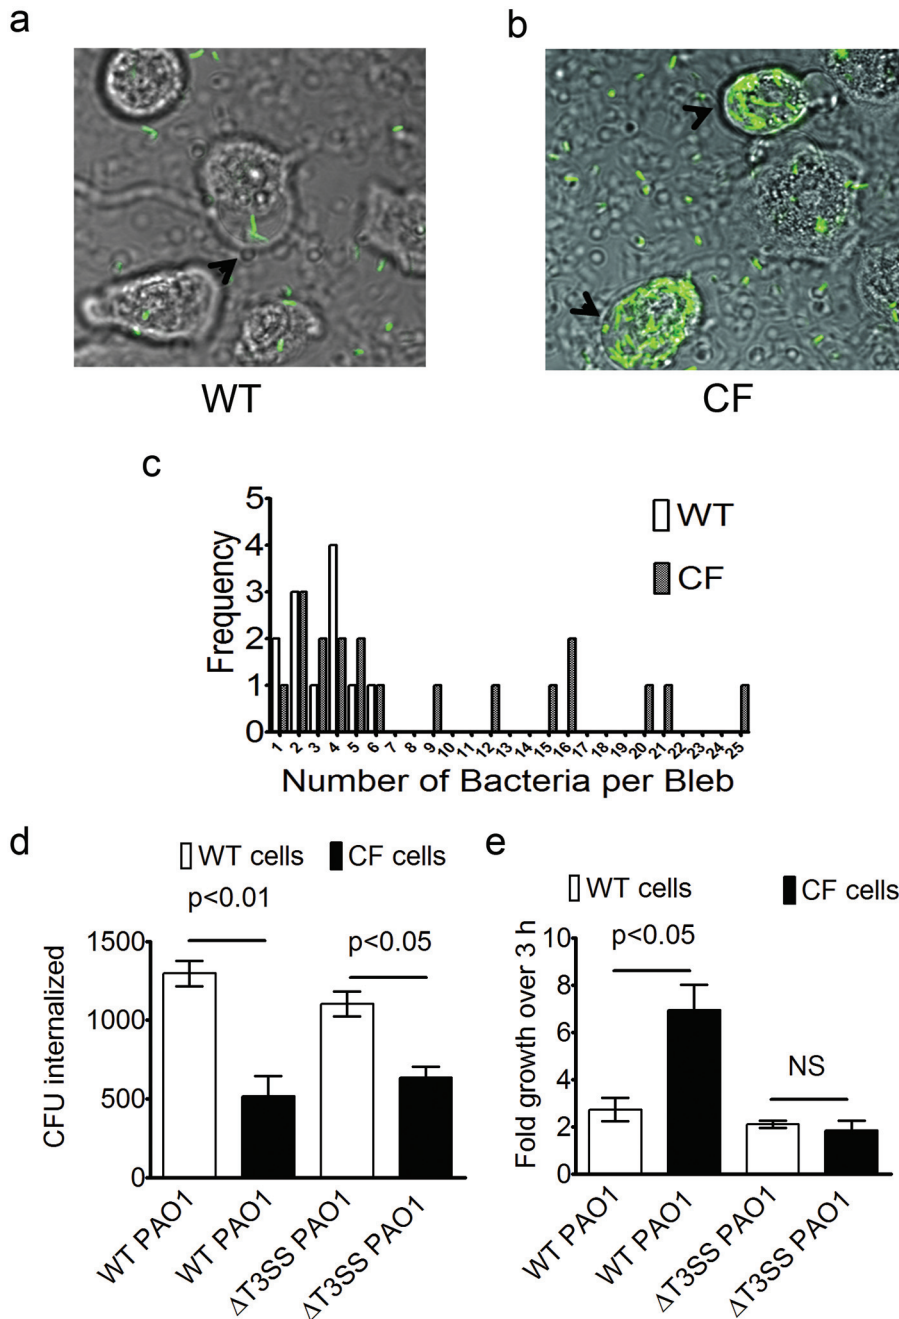 a
b
WT
CF
c
Frequency
5
4
3
2
1
0
WT
CF
1 2 3 4 5 6 7 8 9 10 11 12 13 14 15 16 17 18 19 20 21 22 23 24 25
Number of Bacteria per Bleb
d
WT cells CF cells
p<0.01
p<0.05
CFU internalized
1500
1000
500
0
WT PAO1
WT PAO1
ΔT3SS PAO1
ΔT3SS PAO1
e
WT cells CF cells
p<0.05
NS
Fold growth over 3 h
10
8
6
4
2
0
WT PAO1
WT PAO1
ΔT3SS PAO1
ΔT3SS PAO1